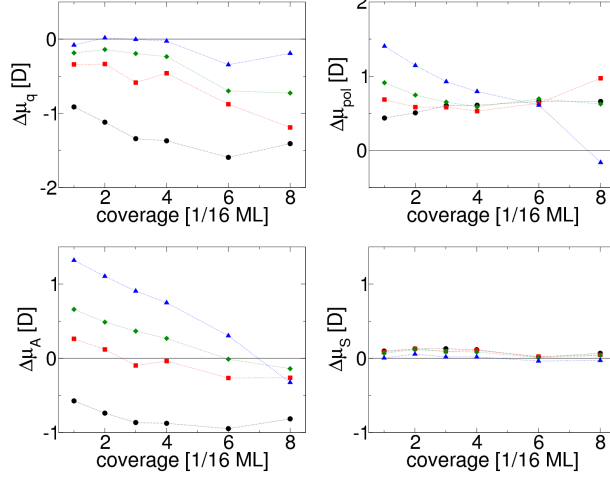 0
-1
-2
Δμq [D]
2 4 6 8
coverage [1/16 ML]
2
1
0
Δμpol [D]
2 4 6 8
coverage [1/16 ML]
1
0
-1
ΔμA [D]
2 4 6 8
coverage [1/16 ML]
1
0
-1
ΔμS [D]
2 4 6 8
coverage [1/16 ML]